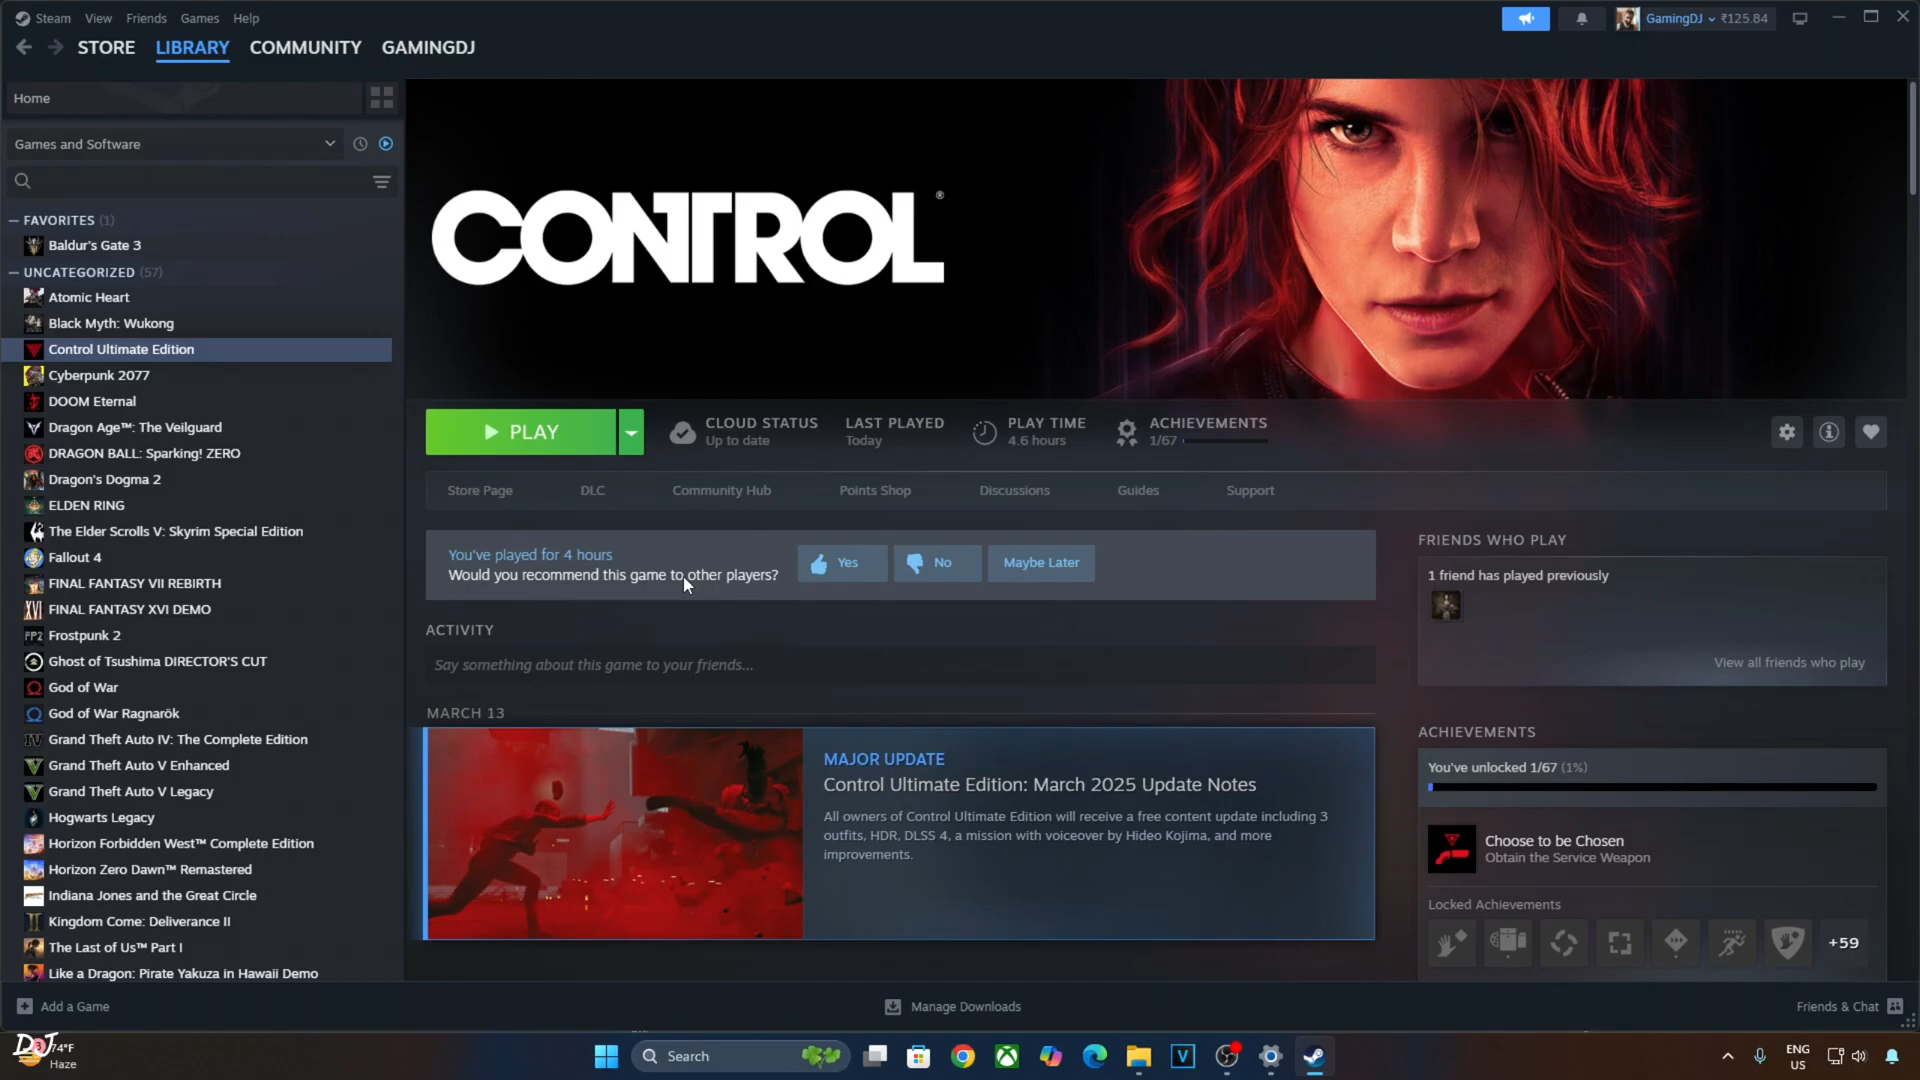 Steam View Friends Games Help
GamingDJ ₹125.84
STORE LIBRARY COMMUNITY GAMINGDJ
Home
Games and Software
FAVORITES (1)
Baldur's Gate 3
UNCATEGORIZED (57)
Atomic Heart
Black Myth: Wukong
Control Ultimate Edition
Cyberpunk 2077
DOOM Eternal
Dragon Age™: The Veilguard
DRAGON BALL: Sparking! ZERO
Dragon's Dogma 2
ELDEN RING
The Elder Scrolls V: Skyrim Special Edition
Fallout 4
FINAL FANTASY VII REBIRTH
XVI FINAL FANTASY XVI DEMO
FP2 Frostpunk 2
Ghost of Tsushima DIRECTOR'S CUT
God of War
God of War Ragnarök
IV Grand Theft Auto IV: The Complete Edition
Grand Theft Auto V Enhanced
Grand Theft Auto V Legacy
Hogwarts Legacy
Horizon Forbidden West™ Complete Edition
Horizon Zero Dawn™ Remastered
Indiana Jones and the Great Circle
Kingdom Come: Deliverance II
The Last of Us™ Part I
Like a Dragon: Pirate Yakuza in Hawaii Demo
CONTROL®
PLAY
CLOUD STATUS
Up to date
LAST PLAYED
Today
PLAY TIME
4.6 hours
ACHIEVEMENTS
1/67
Store Page DLC Community Hub Points Shop Discussions Guides Support
You've played for 4 hours
Would you recommend this game to other players?
Yes No Maybe Later
ACTIVITY
Say something about this game to your friends...
MARCH 13
MAJOR UPDATE
Control Ultimate Edition: March 2025 Update Notes
All owners of Control Ultimate Edition will receive a free content update including 3
outfits, HDR, DLSS 4, a mission with voiceover by Hideo Kojima, and more
improvements.
FRIENDS WHO PLAY
1 friend has played previously
View all friends who play
ACHIEVEMENTS
You've unlocked 1/67 (1%)
Choose to be Chosen
Obtain the Service Weapon
Locked Achievements
+59
Add a Game
Manage Downloads
Friends & Chat
DJ
74°F
Haze
Search
V
ENG
US